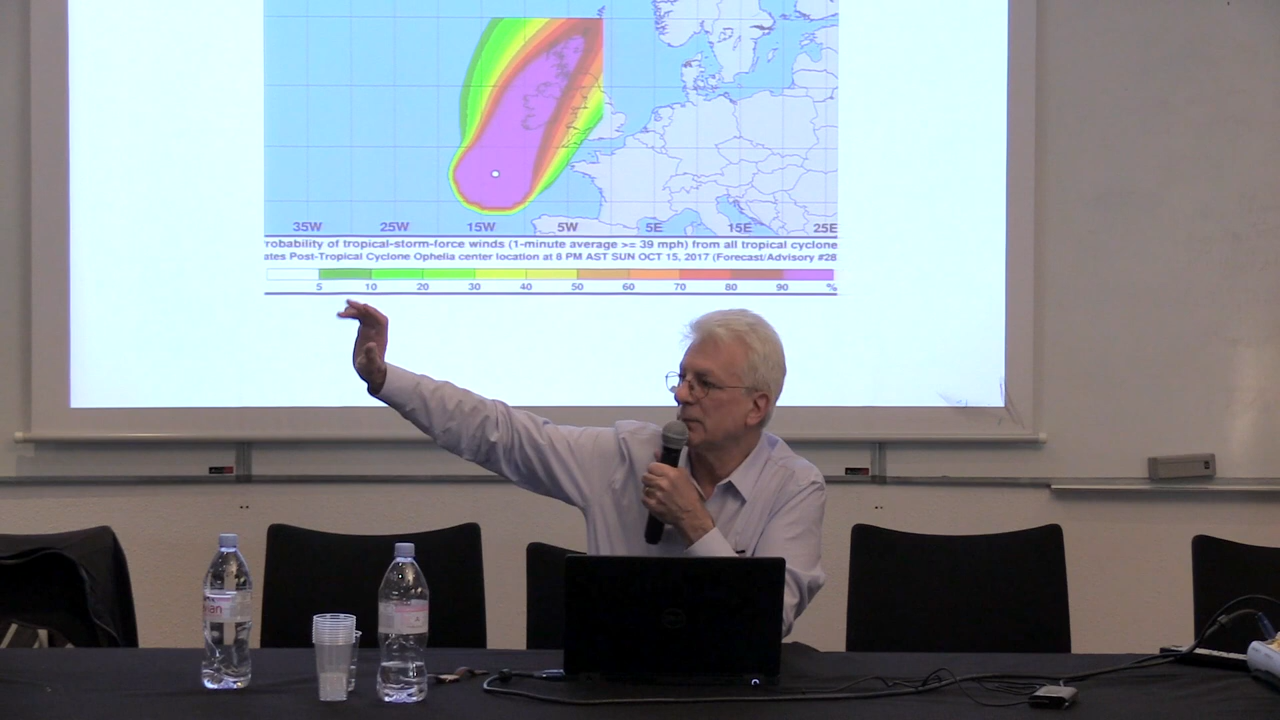 35W 25W 15W 5W 5E 15E 25E
robability of tropical-storm-force winds (1-minute average >= 39 mph) from all tropical cyclone
ates Post-Tropical Cyclone Ophelia center location at 8 PM AST SUN OCT 15, 2017 (Forecast/Advisory #28
5 10 20 30 40 50 60 70 80 90 %